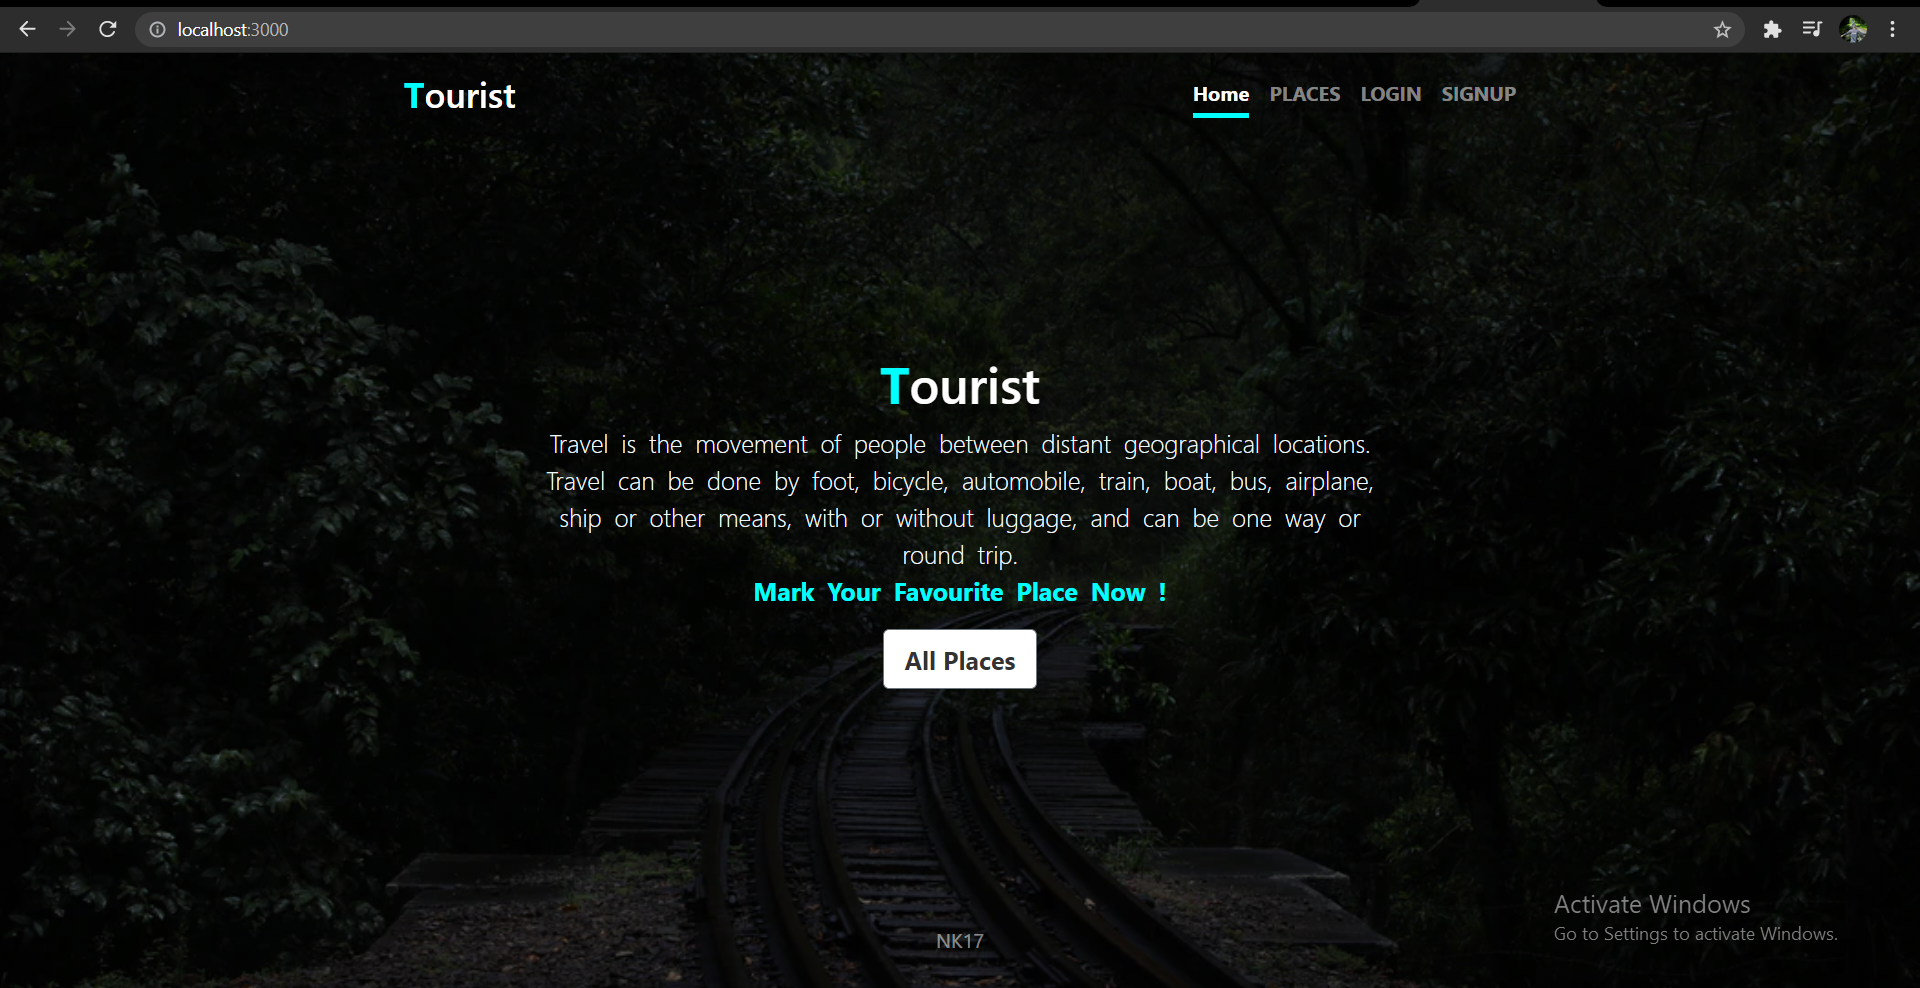 localhost:3000
Tourist
Home PLACES LOGIN SIGNUP
Tourist
Travel is the movement of people between distant geographical locations.
Travel can be done by foot, bicycle, automobile, train, boat, bus, airplane,
ship or other means, with or without luggage, and can be one way or
round trip.
Mark Your Favourite Place Now !
All Places
Activate Windows
Go to Settings to activate Windows.
NK17